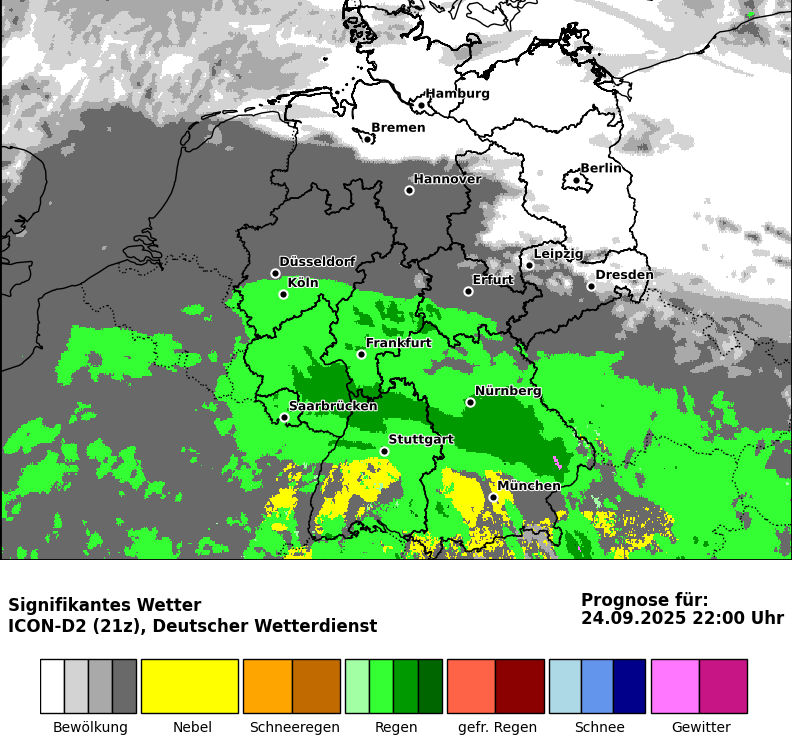 Hamburg
Bremen
Berlin
Hannover
Leipzig
Düsseldorf
Dresden
Köln
Erfurt
Frankfurt
Nürnberg
Saarbrücken
Stuttgart
München
Signifikantes Wetter
ICON-D2 (21z), Deutscher Wetterdienst
Prognose für:
24.09.2025 22:00 Uhr
Bewölkung
Nebel
Schneeregen
Regen
gefr. Regen
Schnee
Gewitter